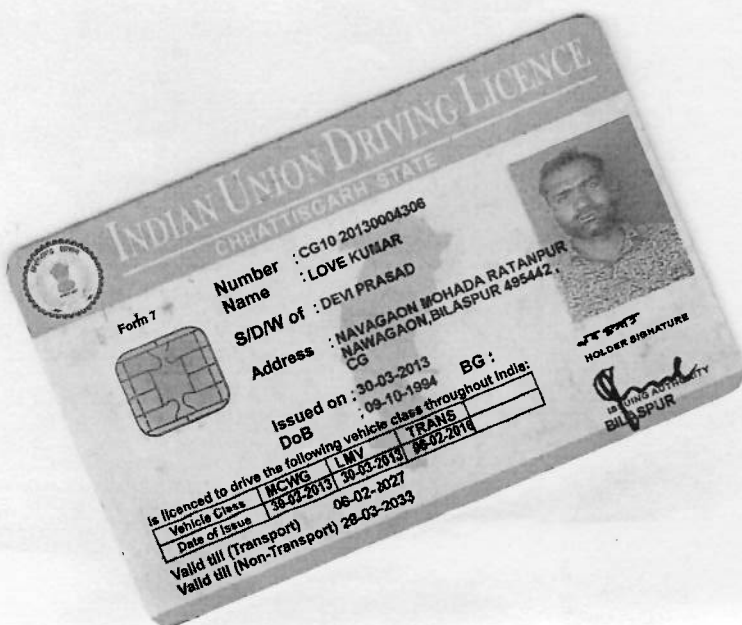 INDIAN UNION DRIVING LICENCE
CHHATTISGARH STATE
Form 7
Number : CG10 20130004306
Name : LOVE KUMAR
S/D/W of : DEVI PRASAD
Address : NAVAGAON MOHADA RATANPUR
NAWAGAON,BILASPUR 495442,
CG
Issued on : 30-03-2013 BG :
DoB : 09-10-1994
Is licenced to drive the following vehicle class throughout India:
Vehicle Class MCWG LMV TRANS
Date of Issue 30-03-2013 30-03-2013 06-02-2016
Valid till (Transport) 06-02-2027
Valid till (Non-Transport) 28-03-2033
HOLDER SIGNATURE
ISSUING AUTHORITY
BILASPUR